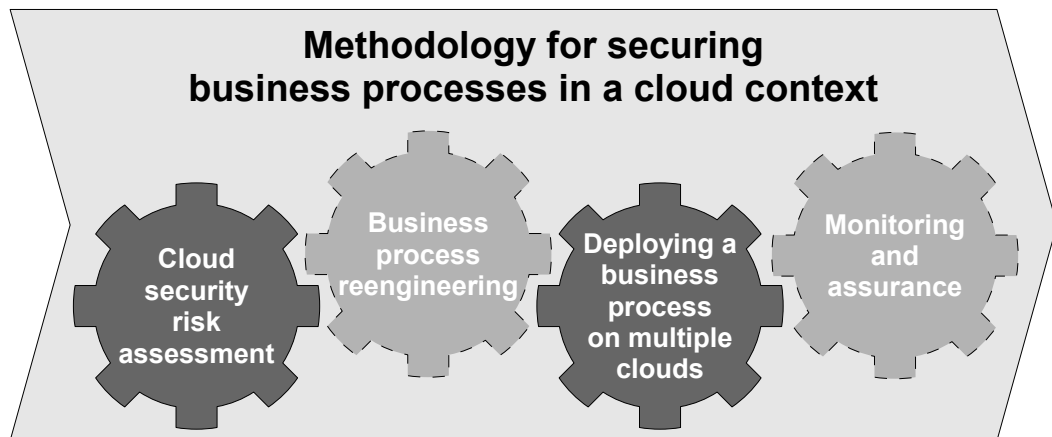 Methodology for securing
business processes in a cloud context
Cloud
security
risk
assessment
Business
process
reengineering
Deploying a
business
process
on multiple
clouds
Monitoring
and
assurance